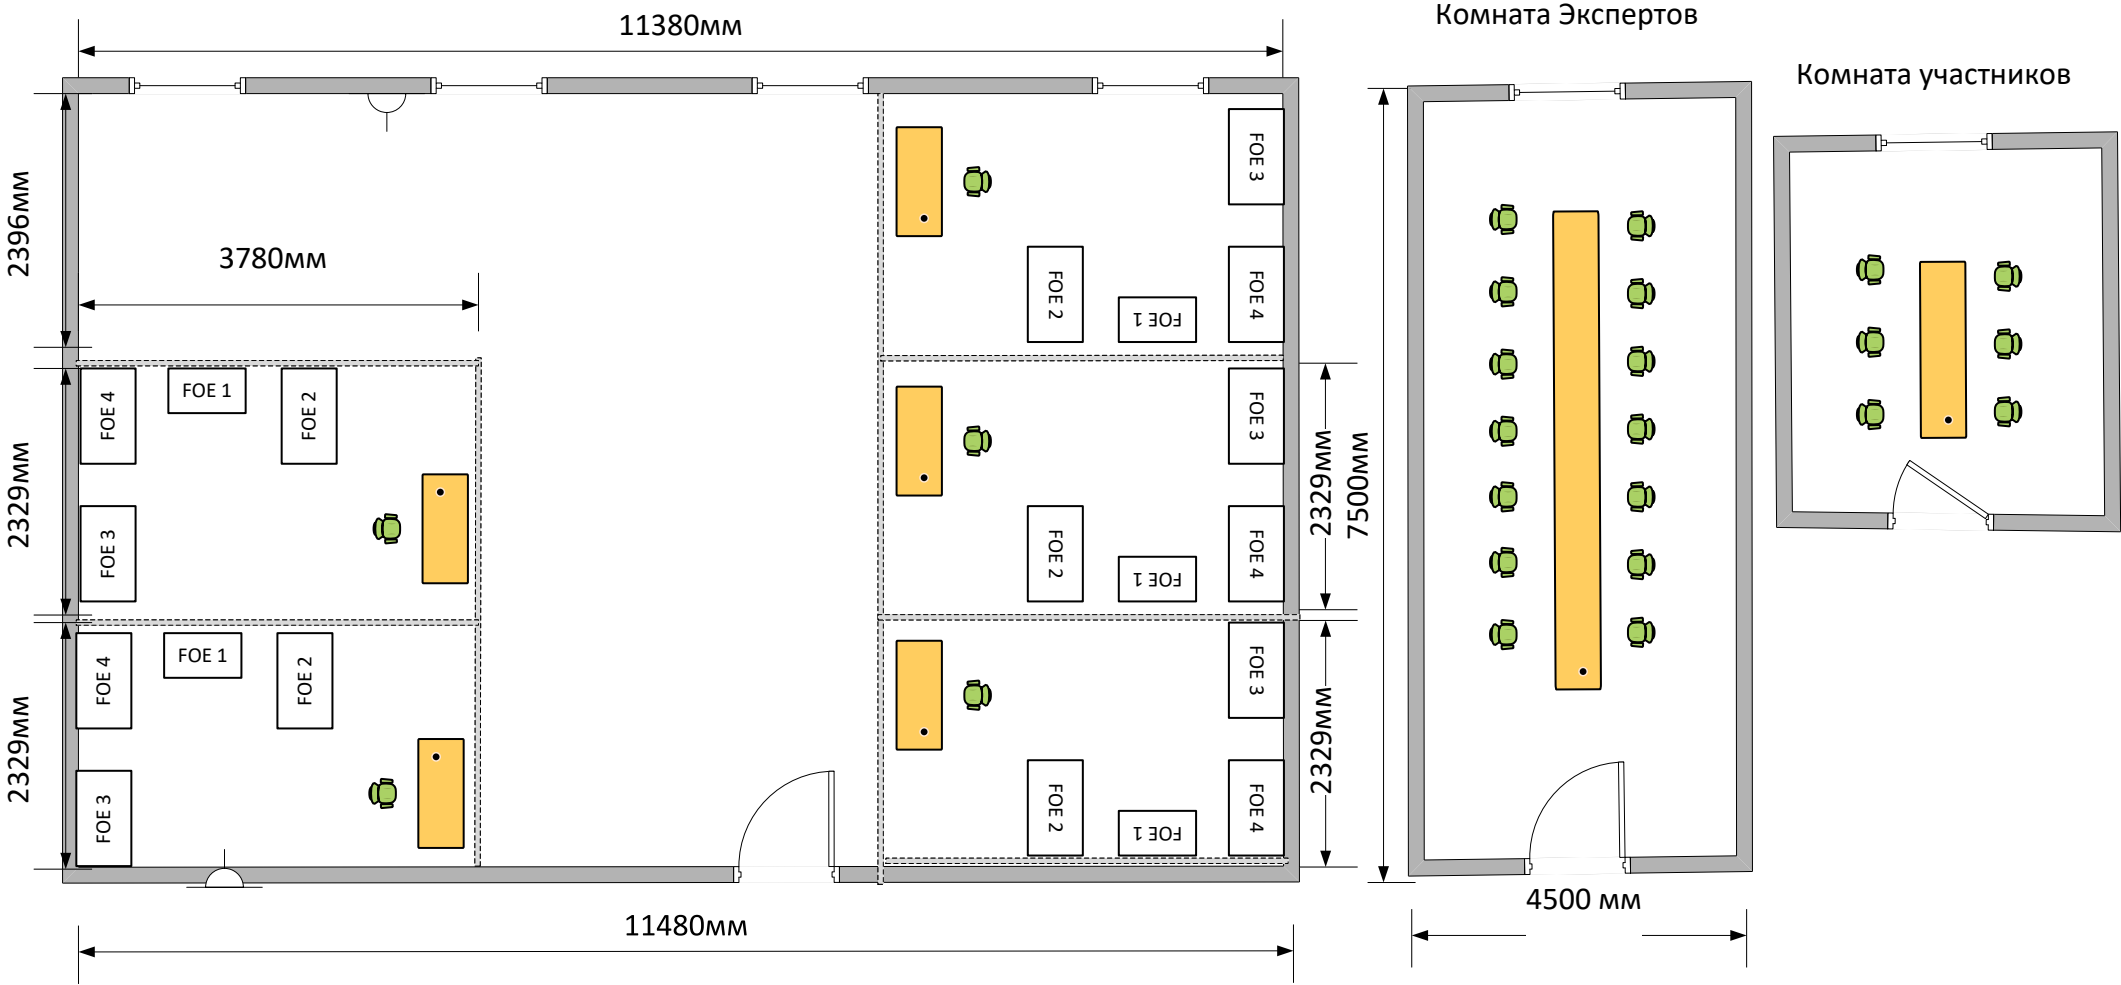 11380мм
Комната Экспертов
Комната участников
2396мм
3780мм
FOE 3
FOE 2
FOE 1
FOE 4
FOE 4
FOE 1
FOE 2
FOE 3
2329мм
FOE 3
FOE 2
FOE 1
FOE 4
2329мм
7500мм
FOE 4
FOE 1
FOE 2
FOE 3
2329мм
FOE 3
FOE 2
FOE 1
FOE 4
2329мм
4500 мм
11480мм